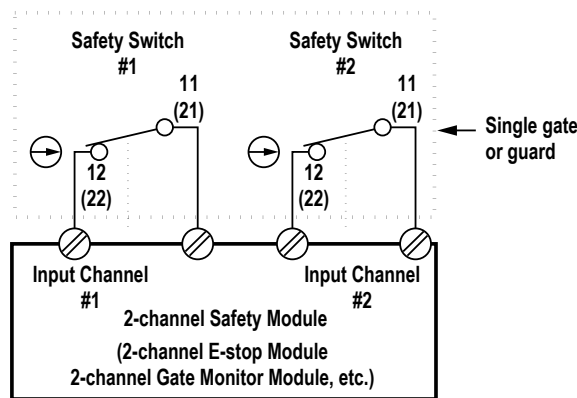 Safety Switch
#1
Safety Switch
#2
11
(21)
11
(21)
Single gate
or guard
12
(22)
12
(22)
Input Channel
#1
Input Channel
#2
2-channel Safety Module
(2-channel E-stop Module
2-channel Gate Monitor Module, etc.)